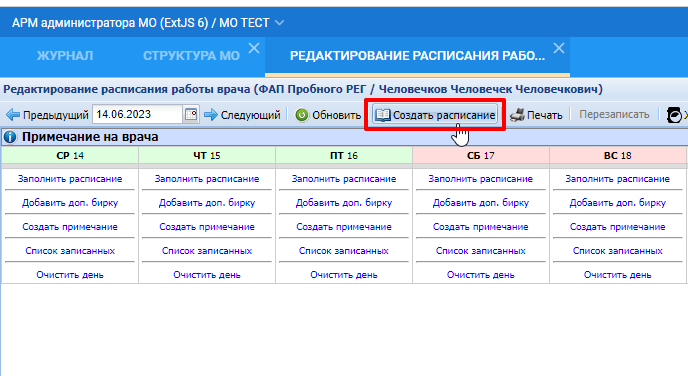 АРМ администратора МО (ExtJS 6) / МО ТЕСТ
ЖУРНАЛ СТРУКТУРА МО РЕДАКТИРОВАНИЕ РАСПИСАНИЯ РАБО...
Редактирование расписания работы врача (ФАП Пробного РЕГ / Человечков Человечек Человечкович)
Предыдущий 14.06.2023 Следующий Обновить Создать расписание Печать Перезаписать
Примечание на врача
СР 14 ЧТ 15 ПТ 16 СБ 17 ВС 18
Заполнить расписание Заполнить расписание Заполнить расписание Заполнить расписание Заполнить расписание
Добавить доп. бирку Добавить доп. бирку Добавить доп. бирку Добавить доп. бирку Добавить доп. бирку
Создать примечание Создать примечание Создать примечание Создать примечание Создать примечание
Список записанных Список записанных Список записанных Список записанных Список записанных
Очистить день Очистить день Очистить день Очистить день Очистить день